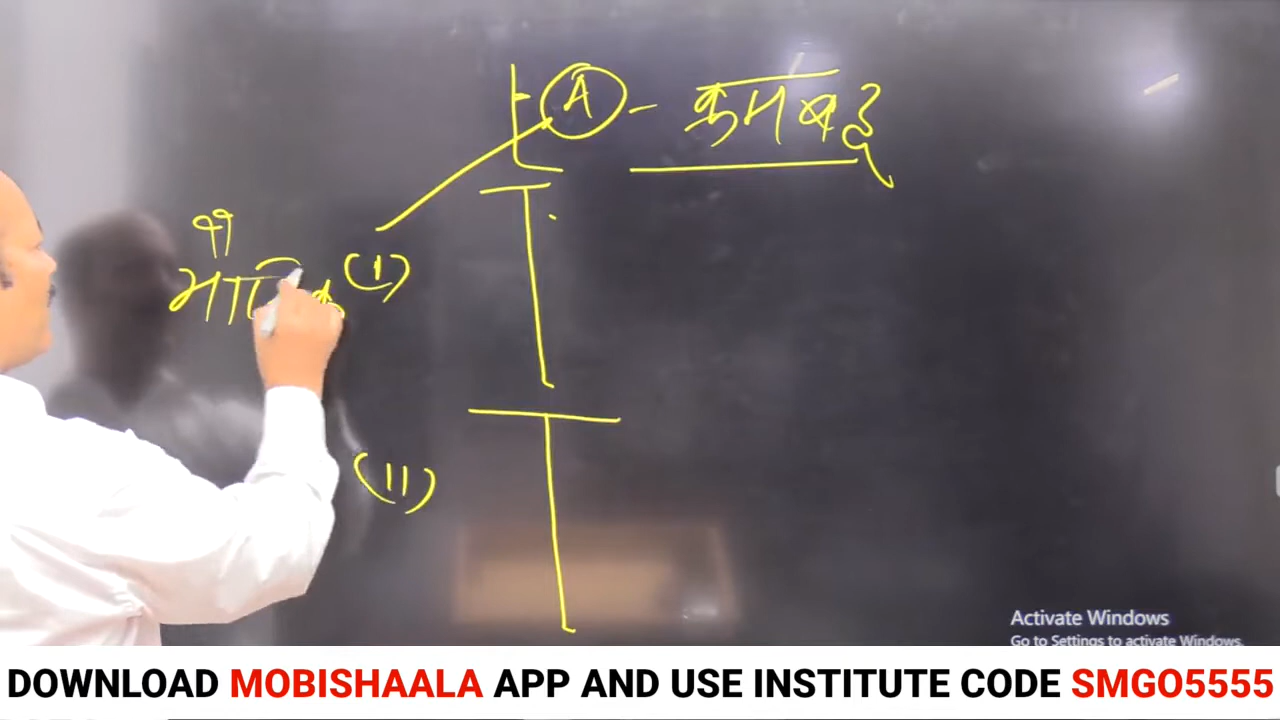 A - क्रमबद्ध
(I)
(II)
Activate Windows
Go to Settings to activate Windows.
DOWNLOAD MOBISHAALA APP AND USE INSTITUTE CODE SMGO5555